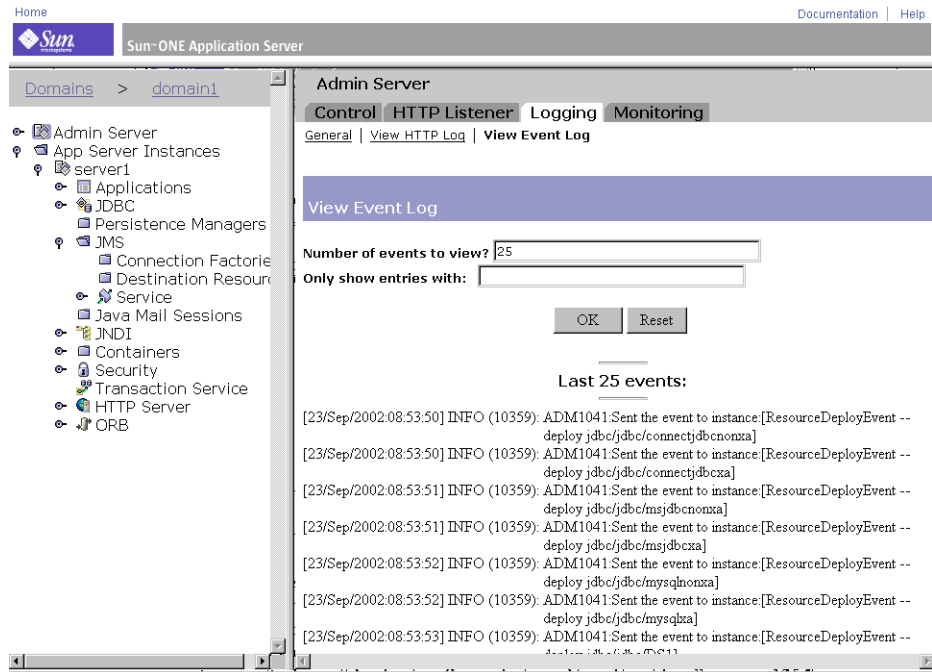 Home
Documentation | Help
Sun
microsystems
Sun™ ONE Application Server
Domains > domain1
Admin Server
App Server Instances
server1
Applications
JDBC
Persistence Managers
JMS
Connection Factorie
Destination Resour
Service
Java Mail Sessions
JNDI
Containers
Security
Transaction Service
HTTP Server
ORB
Admin Server
Control HTTP Listener Logging Monitoring
General | View HTTP Log | View Event Log
View Event Log
Number of events to view? 25
Only show entries with:
OK Reset
Last 25 events:
[23/Sep/2002:08:53:50] INFO (10359): ADM1041:Sent the event to instance:[ResourceDeployEvent --
deploy jdbc/jdbc/connectjdbcnonxa]
[23/Sep/2002:08:53:50] INFO (10359): ADM1041:Sent the event to instance:[ResourceDeployEvent --
deploy jdbc/jdbc/connectjdbcxa]
[23/Sep/2002:08:53:51] INFO (10359): ADM1041:Sent the event to instance:[ResourceDeployEvent --
deploy jdbc/jdbc/msjdbcnonxa]
[23/Sep/2002:08:53:51] INFO (10359): ADM1041:Sent the event to instance:[ResourceDeployEvent --
deploy jdbc/jdbc/msjdbcxa]
[23/Sep/2002:08:53:52] INFO (10359): ADM1041:Sent the event to instance:[ResourceDeployEvent --
deploy jdbc/jdbc/mysqlnonxa]
[23/Sep/2002:08:53:52] INFO (10359): ADM1041:Sent the event to instance:[ResourceDeployEvent --
deploy jdbc/jdbc/mysqlxa]
[23/Sep/2002:08:53:53] INFO (10359): ADM1041:Sent the event to instance:[ResourceDeployEvent --
deploy jdbc/jdbc/DS1]